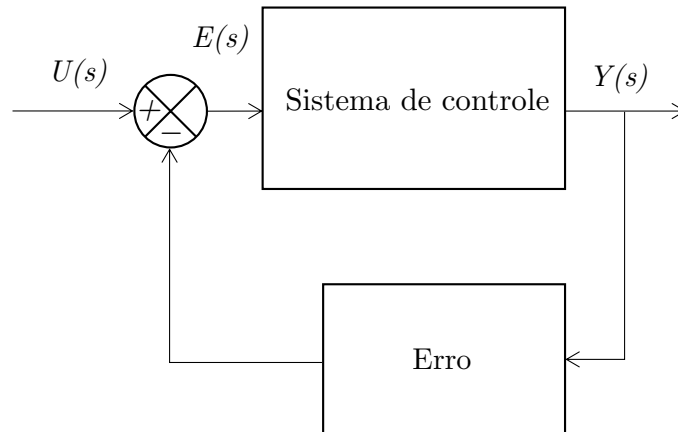 E(s)
U(s)
Y(s)
Sistema de controle
+
−
Erro